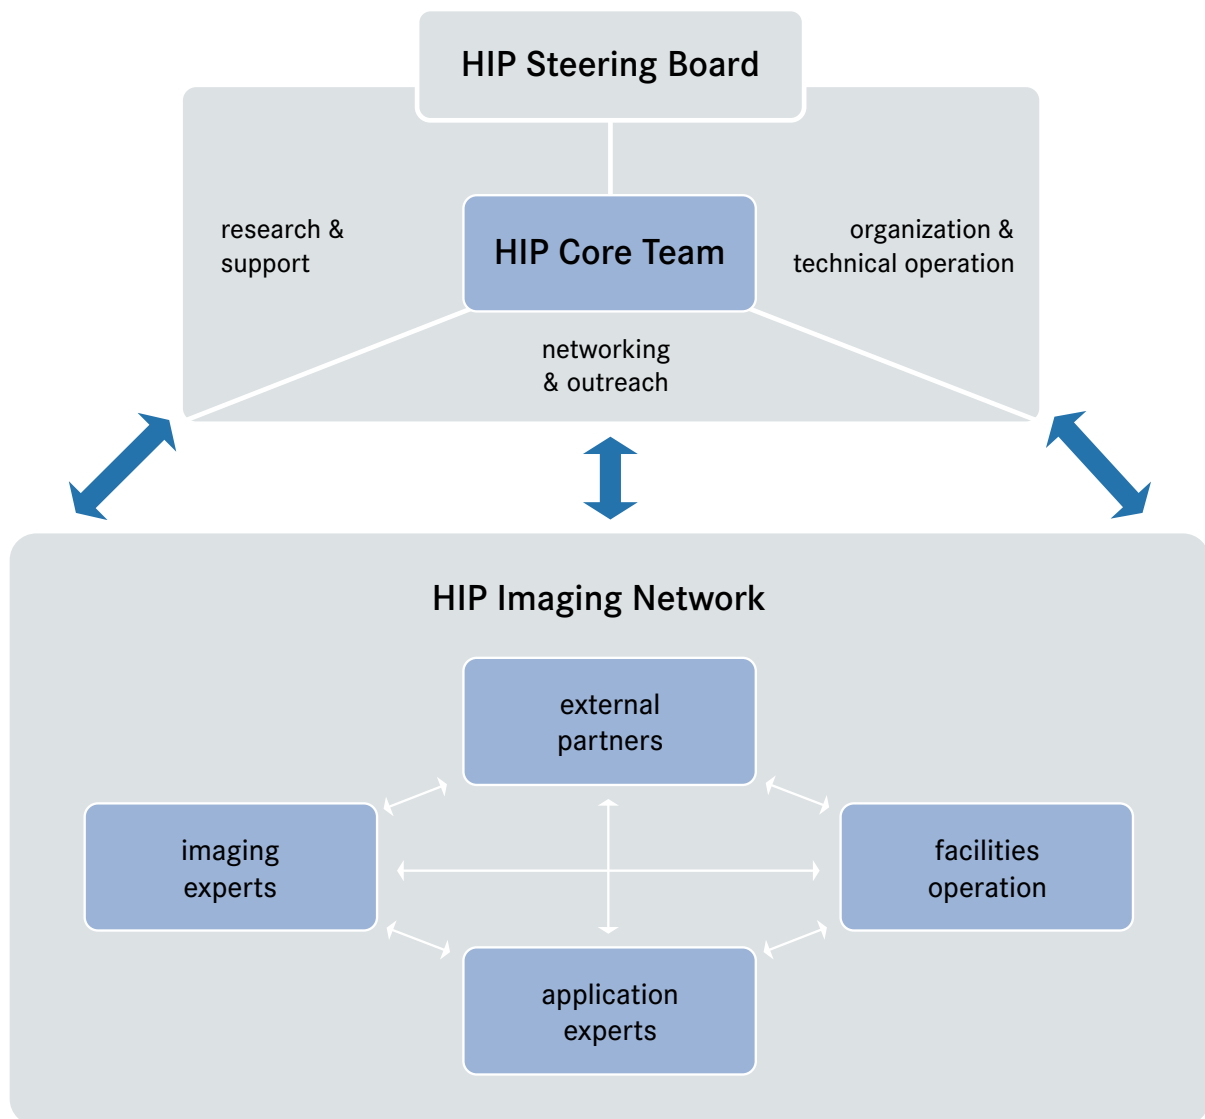 HIP Steering Board
research &
support
HIP Core Team
organization &
technical operation
networking
& outreach
HIP Imaging Network
external
partners
imaging
experts
facilities
operation
application
experts